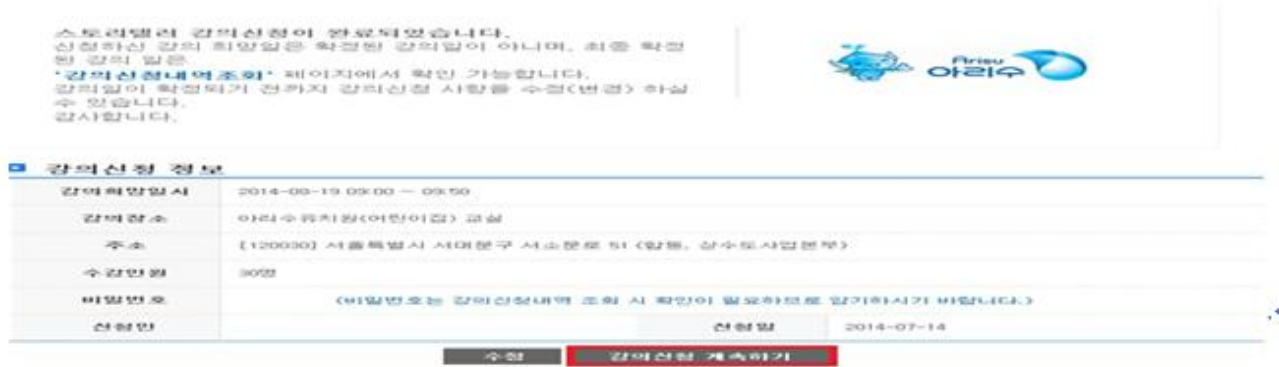 스토리텔러 강의신청이 완료되었습니다.
신청하신 강의 희망일은 확정된 강의일이 아니며, 최종 확정
된 강의 일은
'강의신청내역조회' 페이지에서 확인 가능합니다.
강의일이 확정되기 전까지 강의신청 사항을 수정(변경) 하실
수 있습니다.
감사합니다.
Arisu
아리수
강의신청 정보
강의희망일시 09:00 ~ 09:50
강의장소 아리수유치원(어린이집) 교실
주소 [120030] 서울특별시 서대문구 서소문로 51 (합동, 상수도사업본부)
수강인원 30명
비밀번호 (비밀번호는 강의신청내역 조회 시 확인이 필요하므로 암기하시기 바랍니다.)
신청인 신청일 2014-07-14
수정 강의신청 계속하기